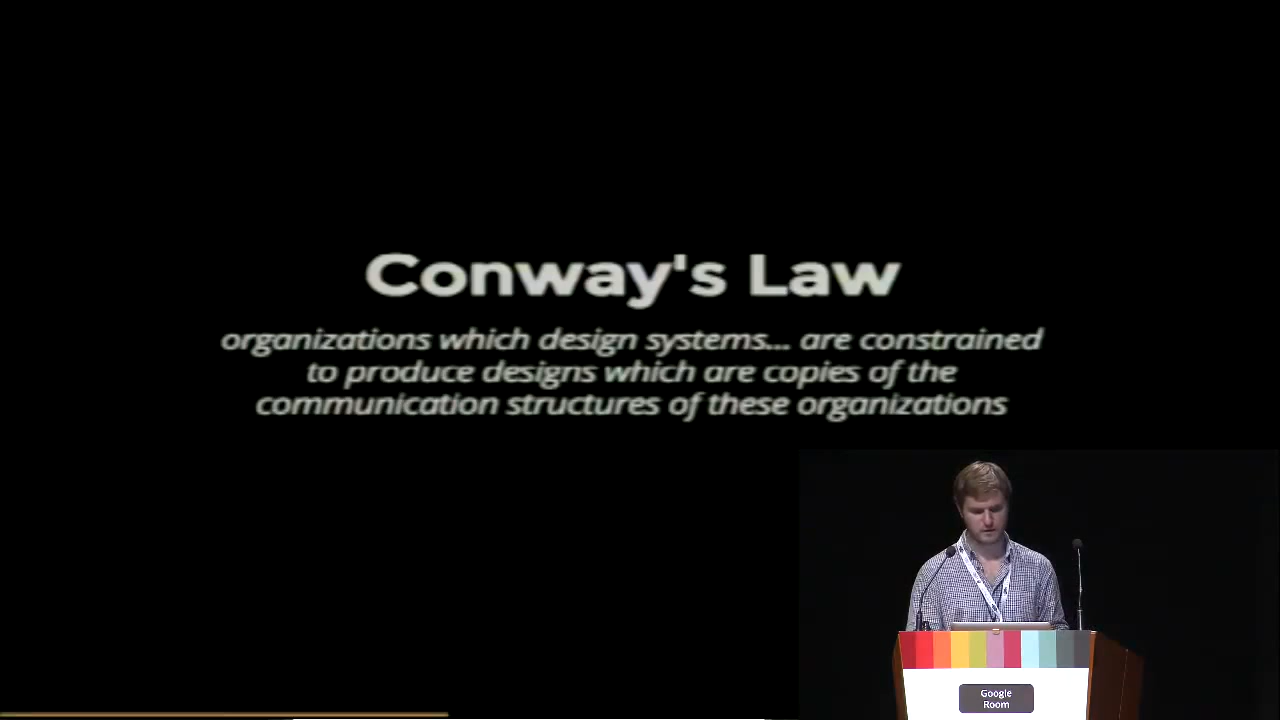 Conway's Law
organizations which design systems... are constrained
to produce designs which are copies of the
communication structures of these organizations
Google
Room